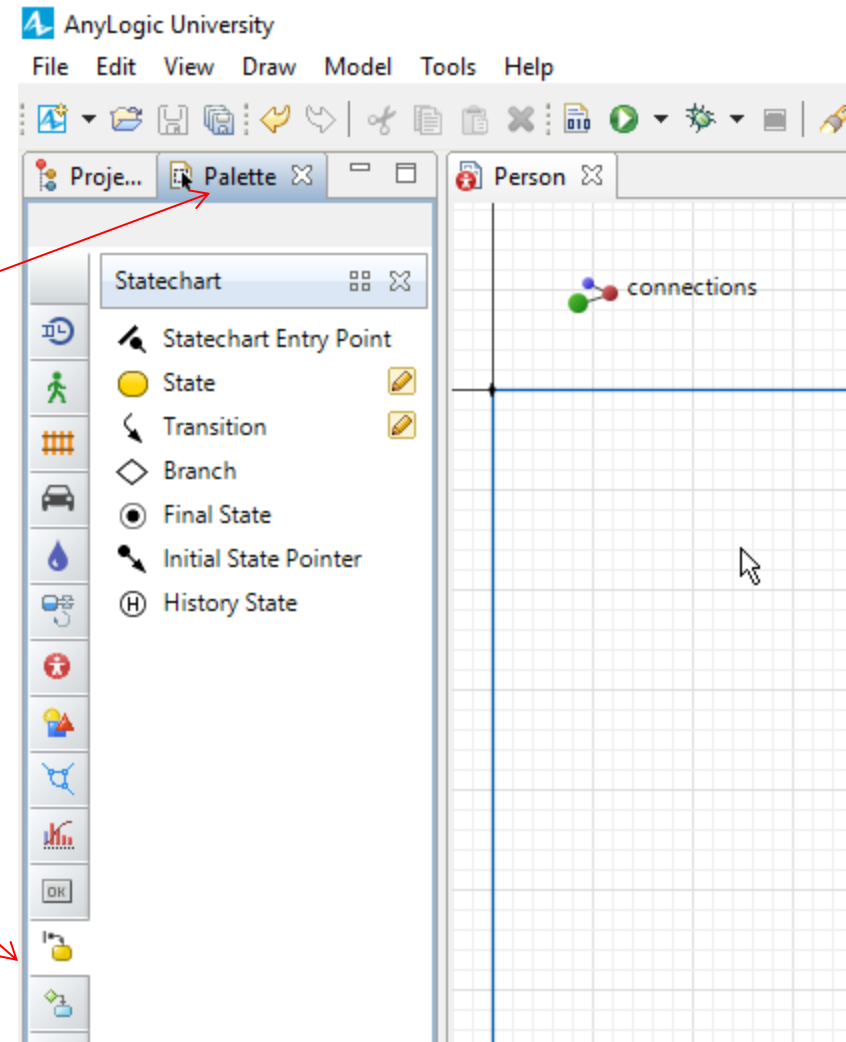 AnyLogic University
File Edit View Draw Model Tools Help
010
Proje... Palette Person
connections
Statechart
Statechart Entry Point
State
Transition
Branch
Final State
Initial State Pointer
H History State
OK